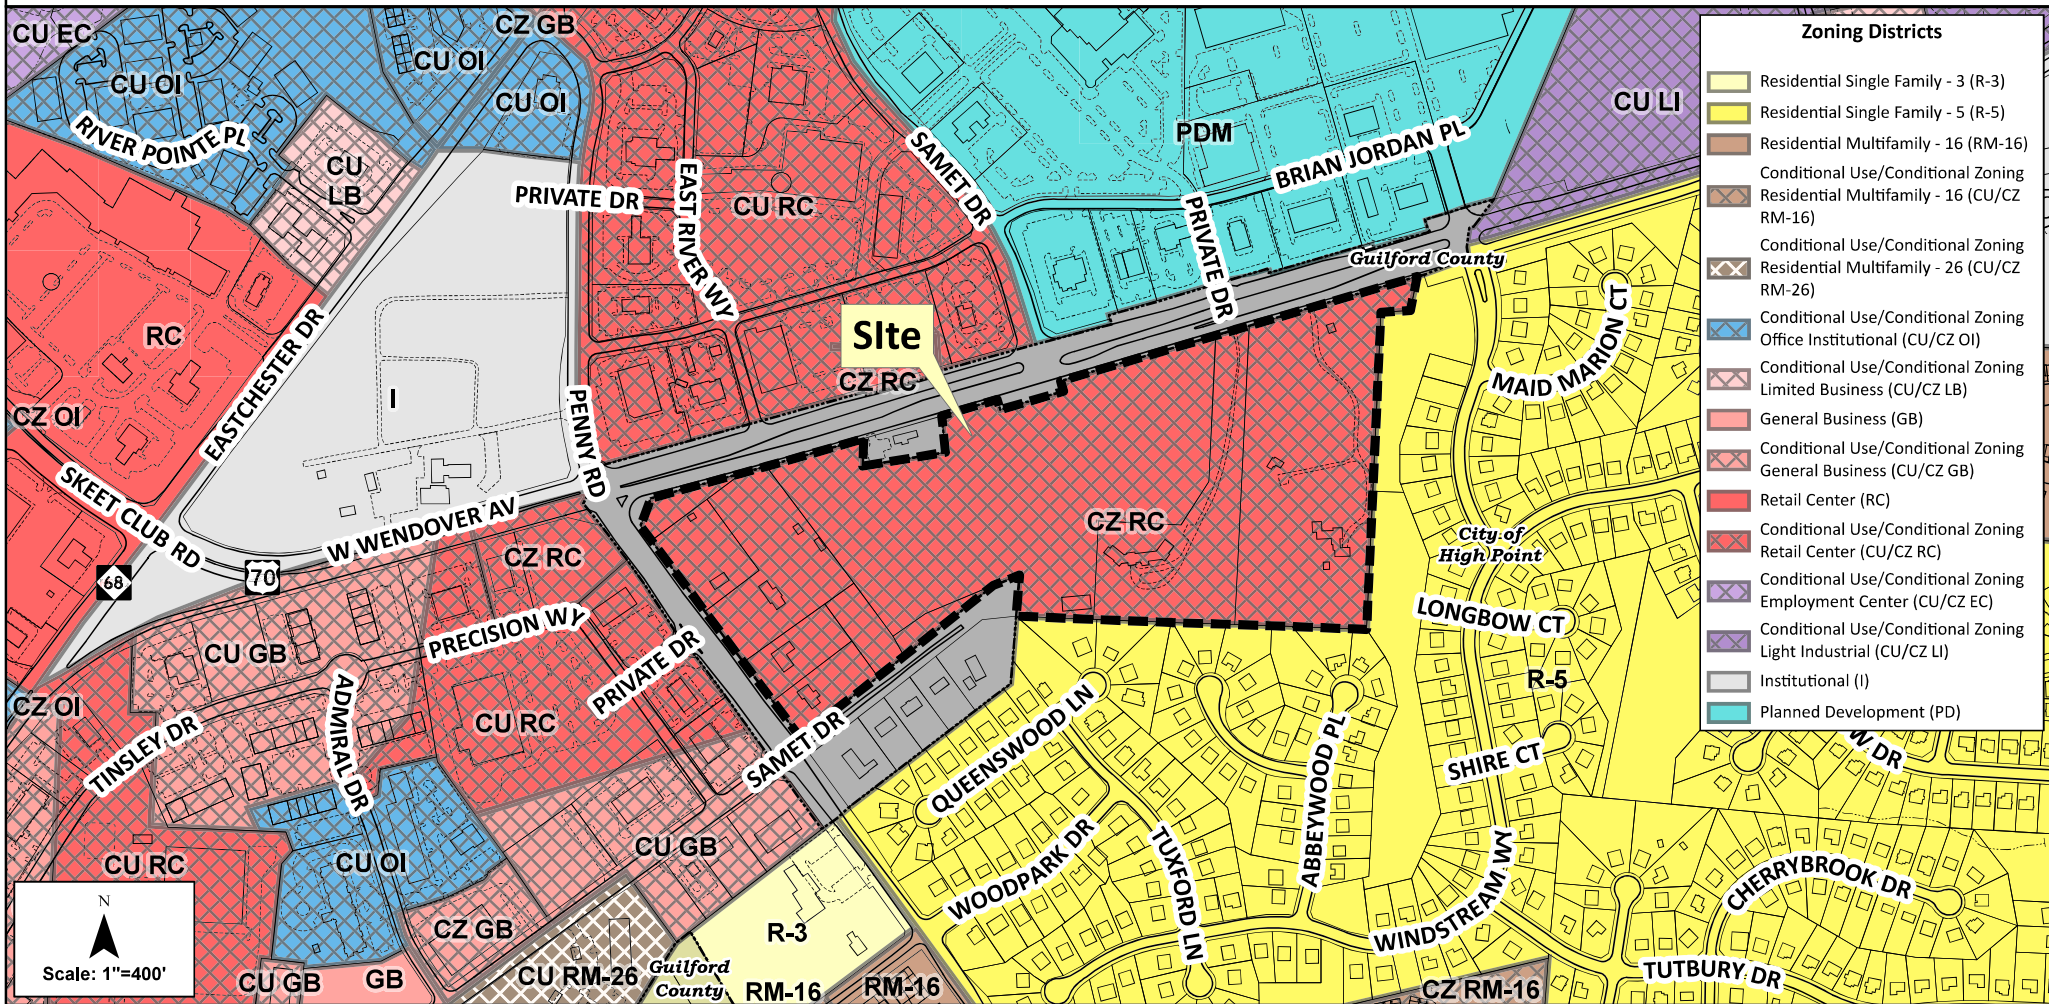 CU EC
CU OI
CU OI
CZ GB
CU OI
RIVER POINTE PL
CU
LB
PRIVATE DR
EAST RIVER WY
CU RC
SAMET DR
PDM
BRIAN JORDAN PL
PRIVATE DR
CU LI
Guilford County
RC
EASTCHESTER DR
I
CZ OI
SKEET CLUB RD
PENNY RD
CZ RC
SIte
W WENDOVER AV
68
70
CZ RC
CZ RC
MAID MARION CT
City of
High Point
LONGBOW CT
R-5
SHIRE CT
CU GB
PRECISION WY
PRIVATE DR
CU RC
CZ OI
TINSLEY DR
ADMIRAL DR
SAMET DR
QUEENSWOOD LN
ABBEYWOOD PL
W DR
CU RC
CU OI
CU GB
WOODPARK DR
TUXFORD LN
WINDSTREAM WY
CHERRYBROOK DR
CZ GB
R-3
CU GB
GB
CU RM-26
Guilford
County
RM-16
RM-16
CZ RM-16
TUTBURY DR
N
Scale: 1"=400'
Zoning Districts
Residential Single Family - 3 (R-3)
Residential Single Family - 5 (R-5)
Residential Multifamily - 16 (RM-16)
Conditional Use/Conditional Zoning
Residential Multifamily - 16 (CU/CZ
RM-16)
Conditional Use/Conditional Zoning
Residential Multifamily - 26 (CU/CZ
RM-26)
Conditional Use/Conditional Zoning
Office Institutional (CU/CZ OI)
Conditional Use/Conditional Zoning
Limited Business (CU/CZ LB)
General Business (GB)
Conditional Use/Conditional Zoning
General Business (CU/CZ GB)
Retail Center (RC)
Conditional Use/Conditional Zoning
Retail Center (CU/CZ RC)
Conditional Use/Conditional Zoning
Employment Center (CU/CZ EC)
Conditional Use/Conditional Zoning
Light Industrial (CU/CZ LI)
Institutional (I)
Planned Development (PD)